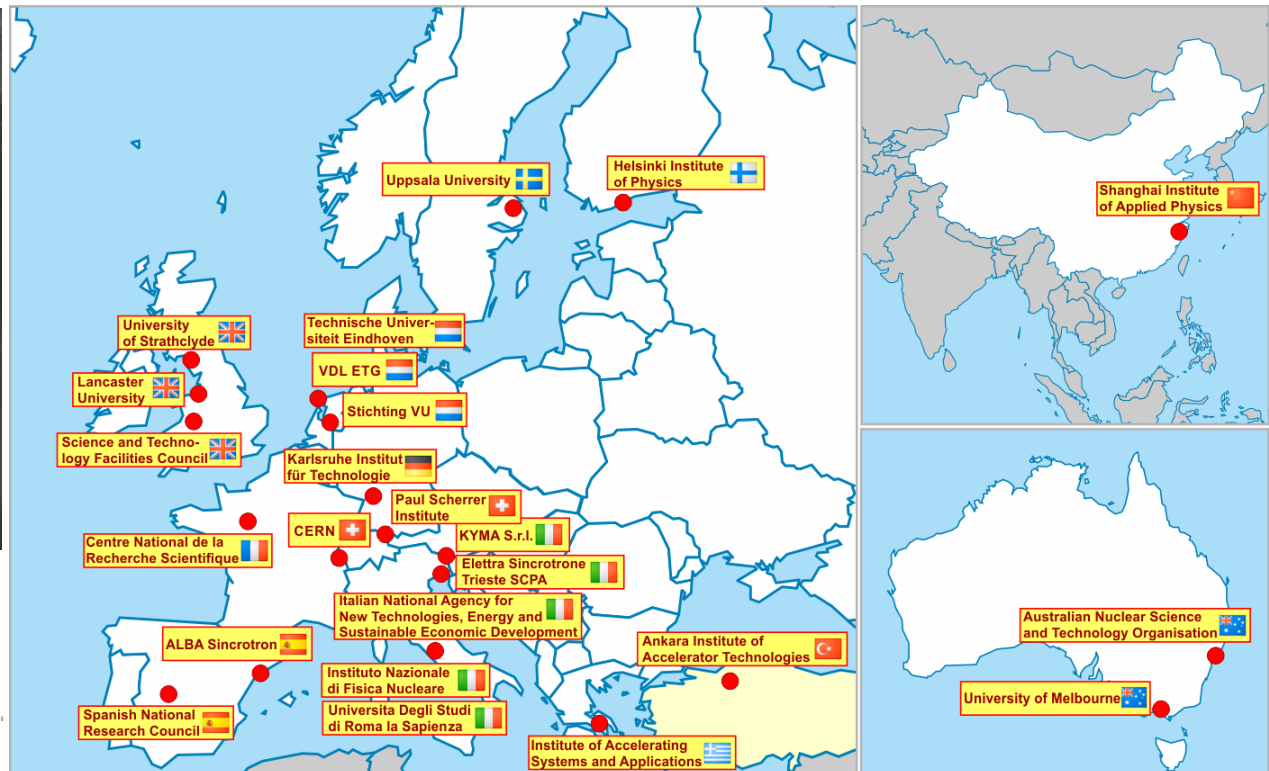 Uppsala University
Helsinki Institute
of Physics
University
of Strathclyde
Lancaster
University
Science and Techno-
logy Facilities Council
Technische Univer-
siteit Eindhoven
VDL ETG
Stichting VU
Karlsruhe Institut
für Technologie
Paul Scherrer
Institute
CERN
KYMA S.r.l.
Centre National de la
Recherche Scientifique
Elettra Sincrotrone
Trieste SCPA
Italian National Agency for
New Technologies, Energy and
Sustainable Economic Development
ALBA Sincrotron
Ankara Institute of
Accelerator Technologies
Instituto Nazionale
di Fisica Nucleare
Spanish National
Research Council
Universita Degli Studi
di Roma la Sapienza
Institute of Accelerating
Systems and Applications
Shanghai Institute
of Applied Physics
Australian Nuclear Science
and Technology Organisation
University of Melbourne